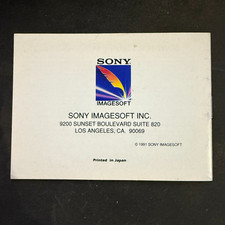 SONY
IMAGESOFT
SONY IMAGESOFT INC.
9200 SUNSET BOULEVARD SUITE 820
LOS ANGELES, CA. 90069
© 1991 SONY IMAGESOFT
Printed in Japan